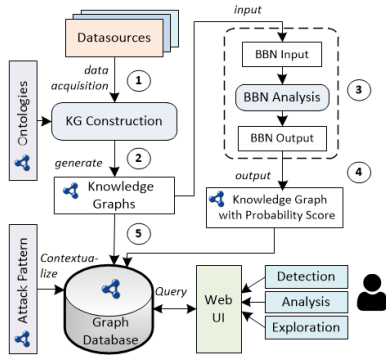 input
Datasources
data
acquisition
1
BBN Input
BBN Analysis
BBN Output
3
Ontologies
KG Construction
generate
2
output
4
Knowledge
Graphs
Knowledge Graph
with Probability Score
5
Attack Pattern
Contextua-
lize
Graph
Database
Query
Web
UI
Detection
Analysis
Exploration